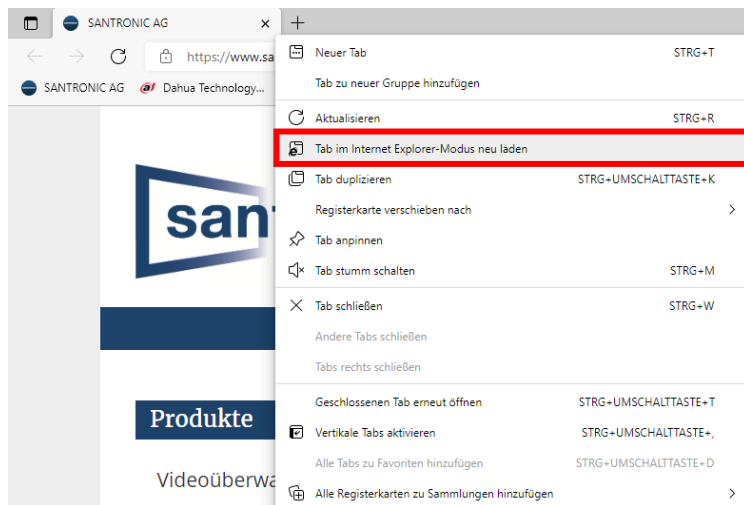 SANTRONIC AG
https://www.sa
SANTRONIC AG Dahua Technology...
san
Produkte
Videoüberwa
Neuer Tab STRG+T
Tab zu neuer Gruppe hinzufügen
Aktualisieren STRG+R
Tab im Internet Explorer-Modus neu laden
Tab duplizieren STRG+UMSCHALTTASTE+K
Registerkarte verschieben nach
Tab anpinnen
Tab stumm schalten STRG+M
Tab schließen STRG+W
Andere Tabs schließen
Tabs rechts schließen
Geschlossenen Tab erneut öffnen STRG+UMSCHALTTASTE+T
Vertikale Tabs aktivieren STRG+UMSCHALTTASTE+,
Alle Tabs zu Favoriten hinzufügen STRG+UMSCHALTTASTE+D
Alle Registerkarten zu Sammlungen hinzufügen